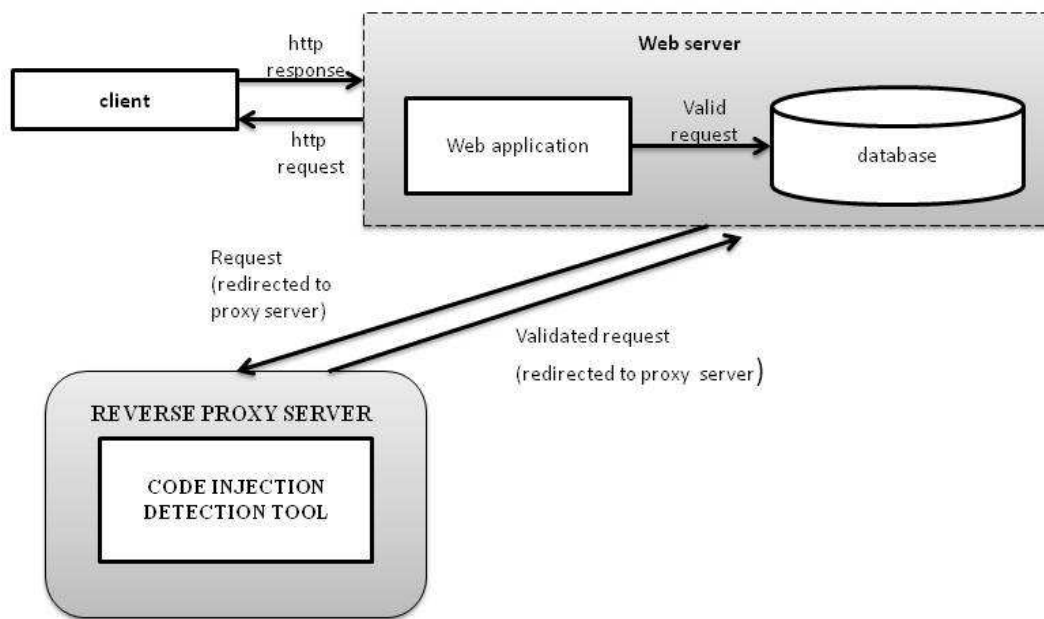 http
response
client
http
request
Web server
Web application
Valid
request
database
Request
(redirected to
proxy server)
Validated request
(redirected to proxy server)
REVERSE PROXY SERVER
CODE INJECTION
DETECTION TOOL